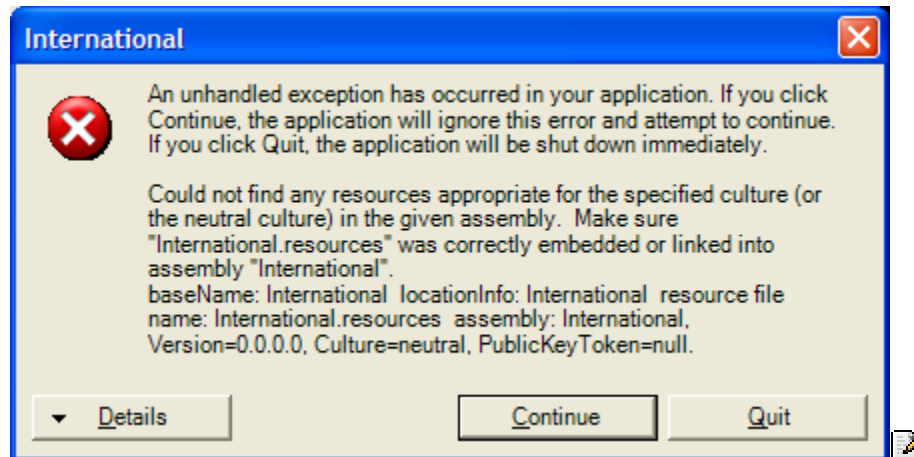 International
An unhandled exception has occurred in your application. If you click
Continue, the application will ignore this error and attempt to continue.
If you click Quit, the application will be shut down immediately.
Could not find any resources appropriate for the specified culture (or
the neutral culture) in the given assembly.  Make sure
"International.resources" was correctly embedded or linked into
assembly "International".
baseName: International  locationInfo: International  resource file
name: International.resources  assembly: International,
Version=0.0.0.0, Culture=neutral, PublicKeyToken=null.
Details
Continue
Quit